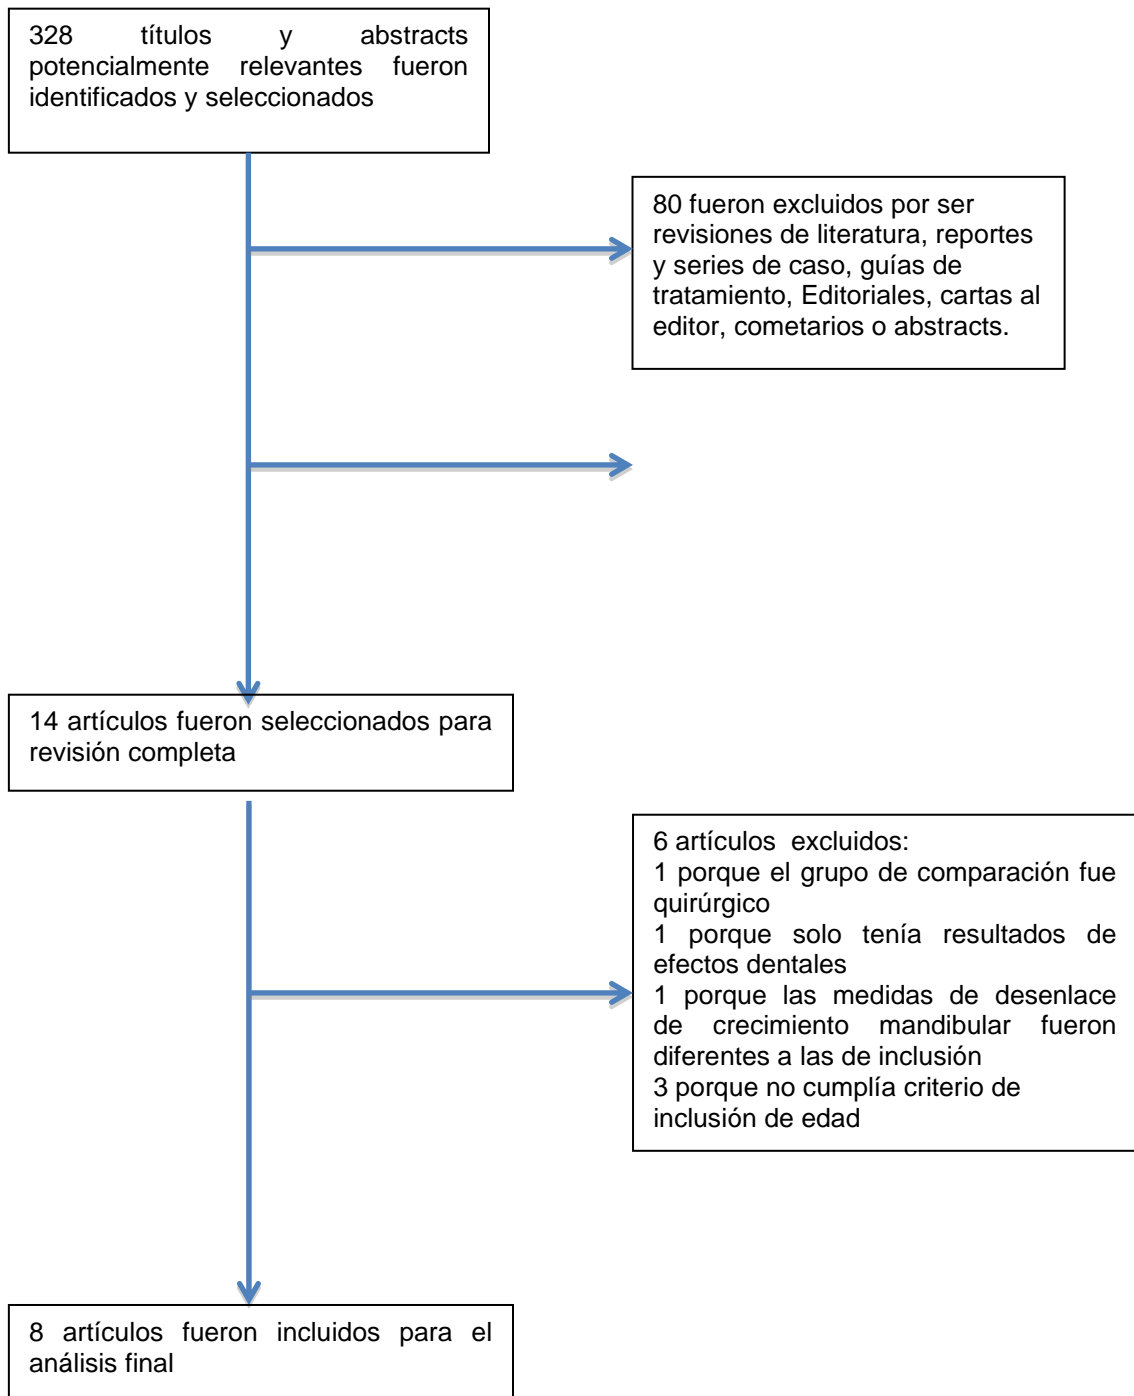 328 títulos y abstracts
potencialmente relevantes fueron
identificados y seleccionados
80 fueron excluidos por ser
revisiones de literatura, reportes
y series de caso, guías de
tratamiento, Editoriales, cartas al
editor, cometarios o abstracts.
14 artículos fueron seleccionados para
revisión completa
6 artículos excluidos:
1 porque el grupo de comparación fue
quirúrgico
1 porque solo tenía resultados de
efectos dentales
1 porque las medidas de desenlace
de crecimiento mandibular fueron
diferentes a las de inclusión
3 porque no cumplía criterio de
inclusión de edad
8 artículos fueron incluidos para el
análisis final